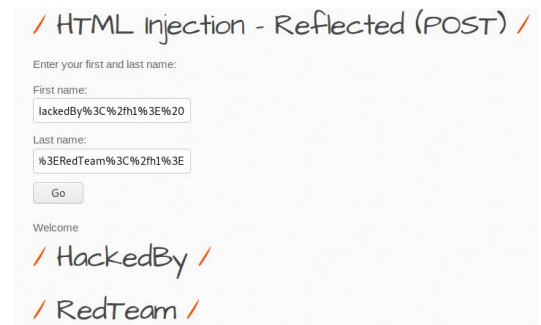 / HTML Injection - Reflected (POST) /
Enter your first and last name:
First name:
lackedBy%3C%2fh1%3E%20
Last name:
%3ERedTeam%3C%2fh1%3E
Go
Welcome
/ HackedBy /
/ RedTeam /